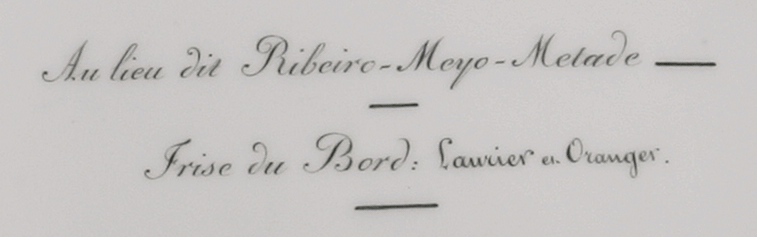 Au lieu dit Ribeiro-Meyo-Metade —
Frise du Bord: Laurier et Oranger.